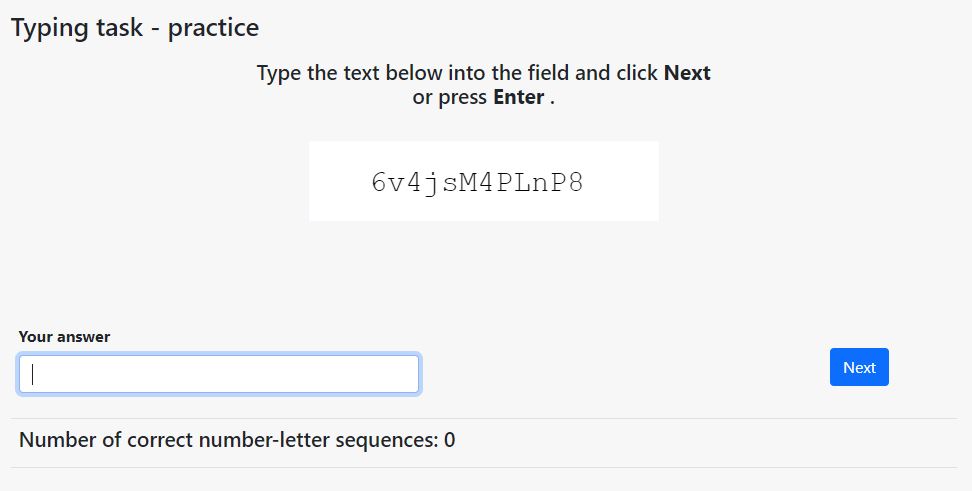 Typing task - practice
Type the text below into the field and click Next
or press Enter .
6v4jsM4PLnP8
Your answer
Next
Number of correct number-letter sequences: 0